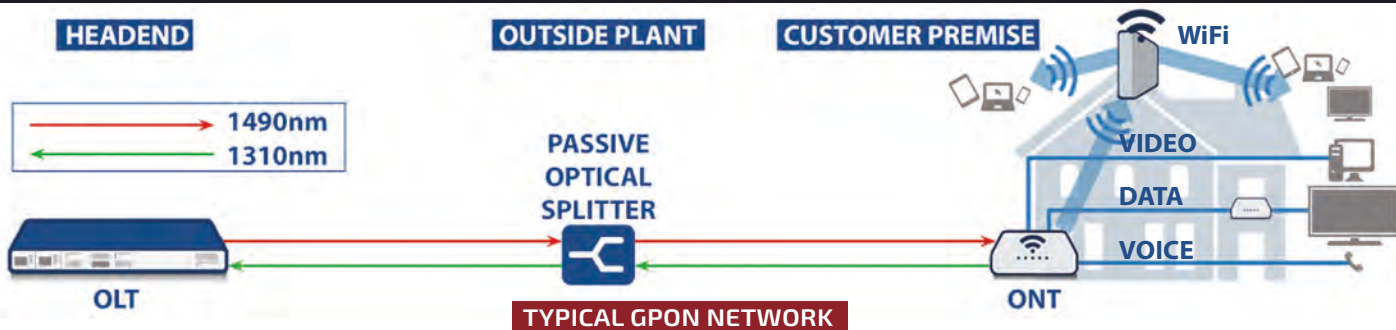 HEADEND
OUTSIDE PLANT
CUSTOMER PREMISE
WiFi
1490nm
1310nm
PASSIVE
OPTICAL
SPLITTER
VIDEO
DATA
VOICE
OLT
ONT
TYPICAL GPON NETWORK